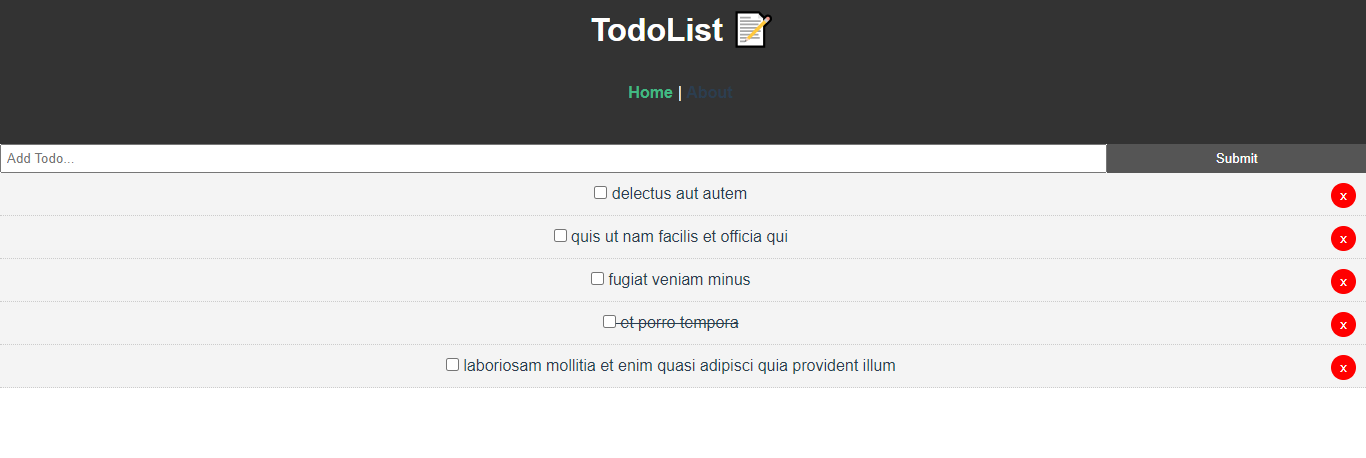 TodoList 📝
Home | About
Add Todo... Submit
delectus aut autem x
quis ut nam facilis et officia qui x
fugiat veniam minus x
et porro tempora x
laboriosam mollitia et enim quasi adipisci quia provident illum x